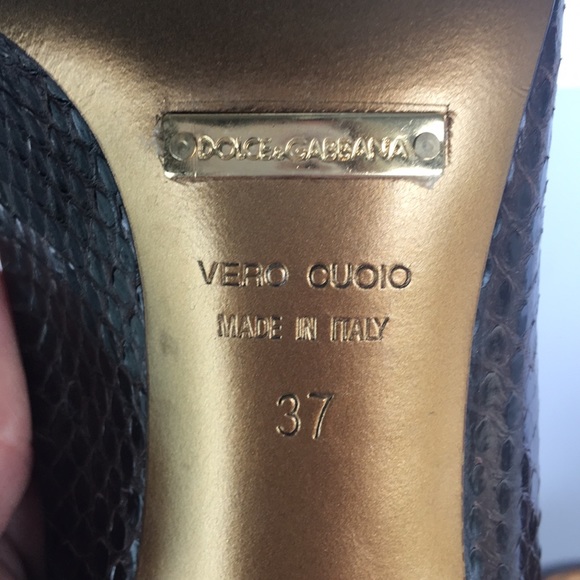 DOLCE&GABBANA
VERO CUOIO
MADE IN ITALY
37